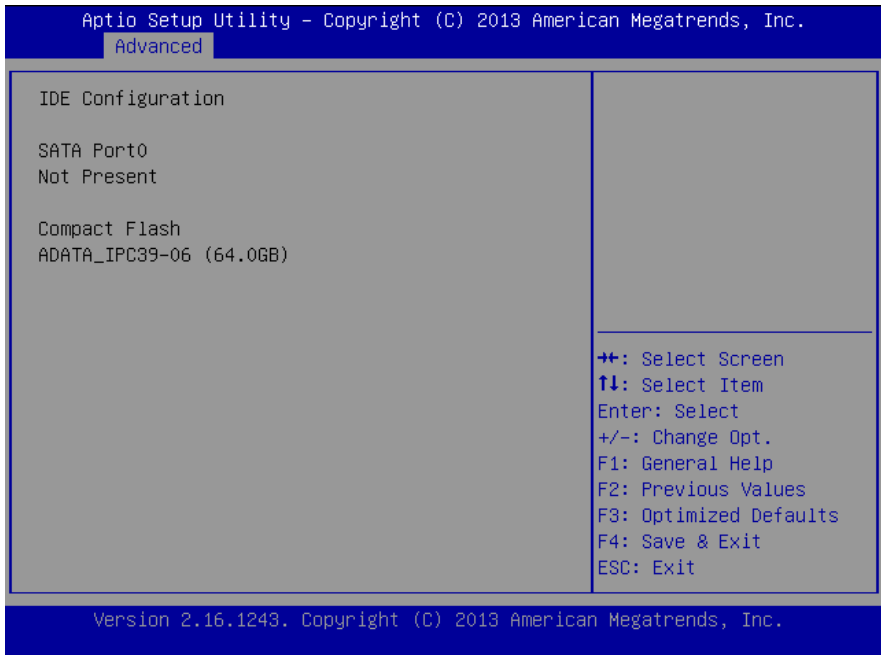 Aptio Setup Utility – Copyright (C) 2013 American Megatrends, Inc.
Advanced
IDE Configuration
SATA Port0
Not Present
Compact Flash
ADATA_IPC39-06 (64.0GB)
→←: Select Screen
↑↓: Select Item
Enter: Select
+/-: Change Opt.
F1: General Help
F2: Previous Values
F3: Optimized Defaults
F4: Save & Exit
ESC: Exit
Version 2.16.1243. Copyright (C) 2013 American Megatrends, Inc.